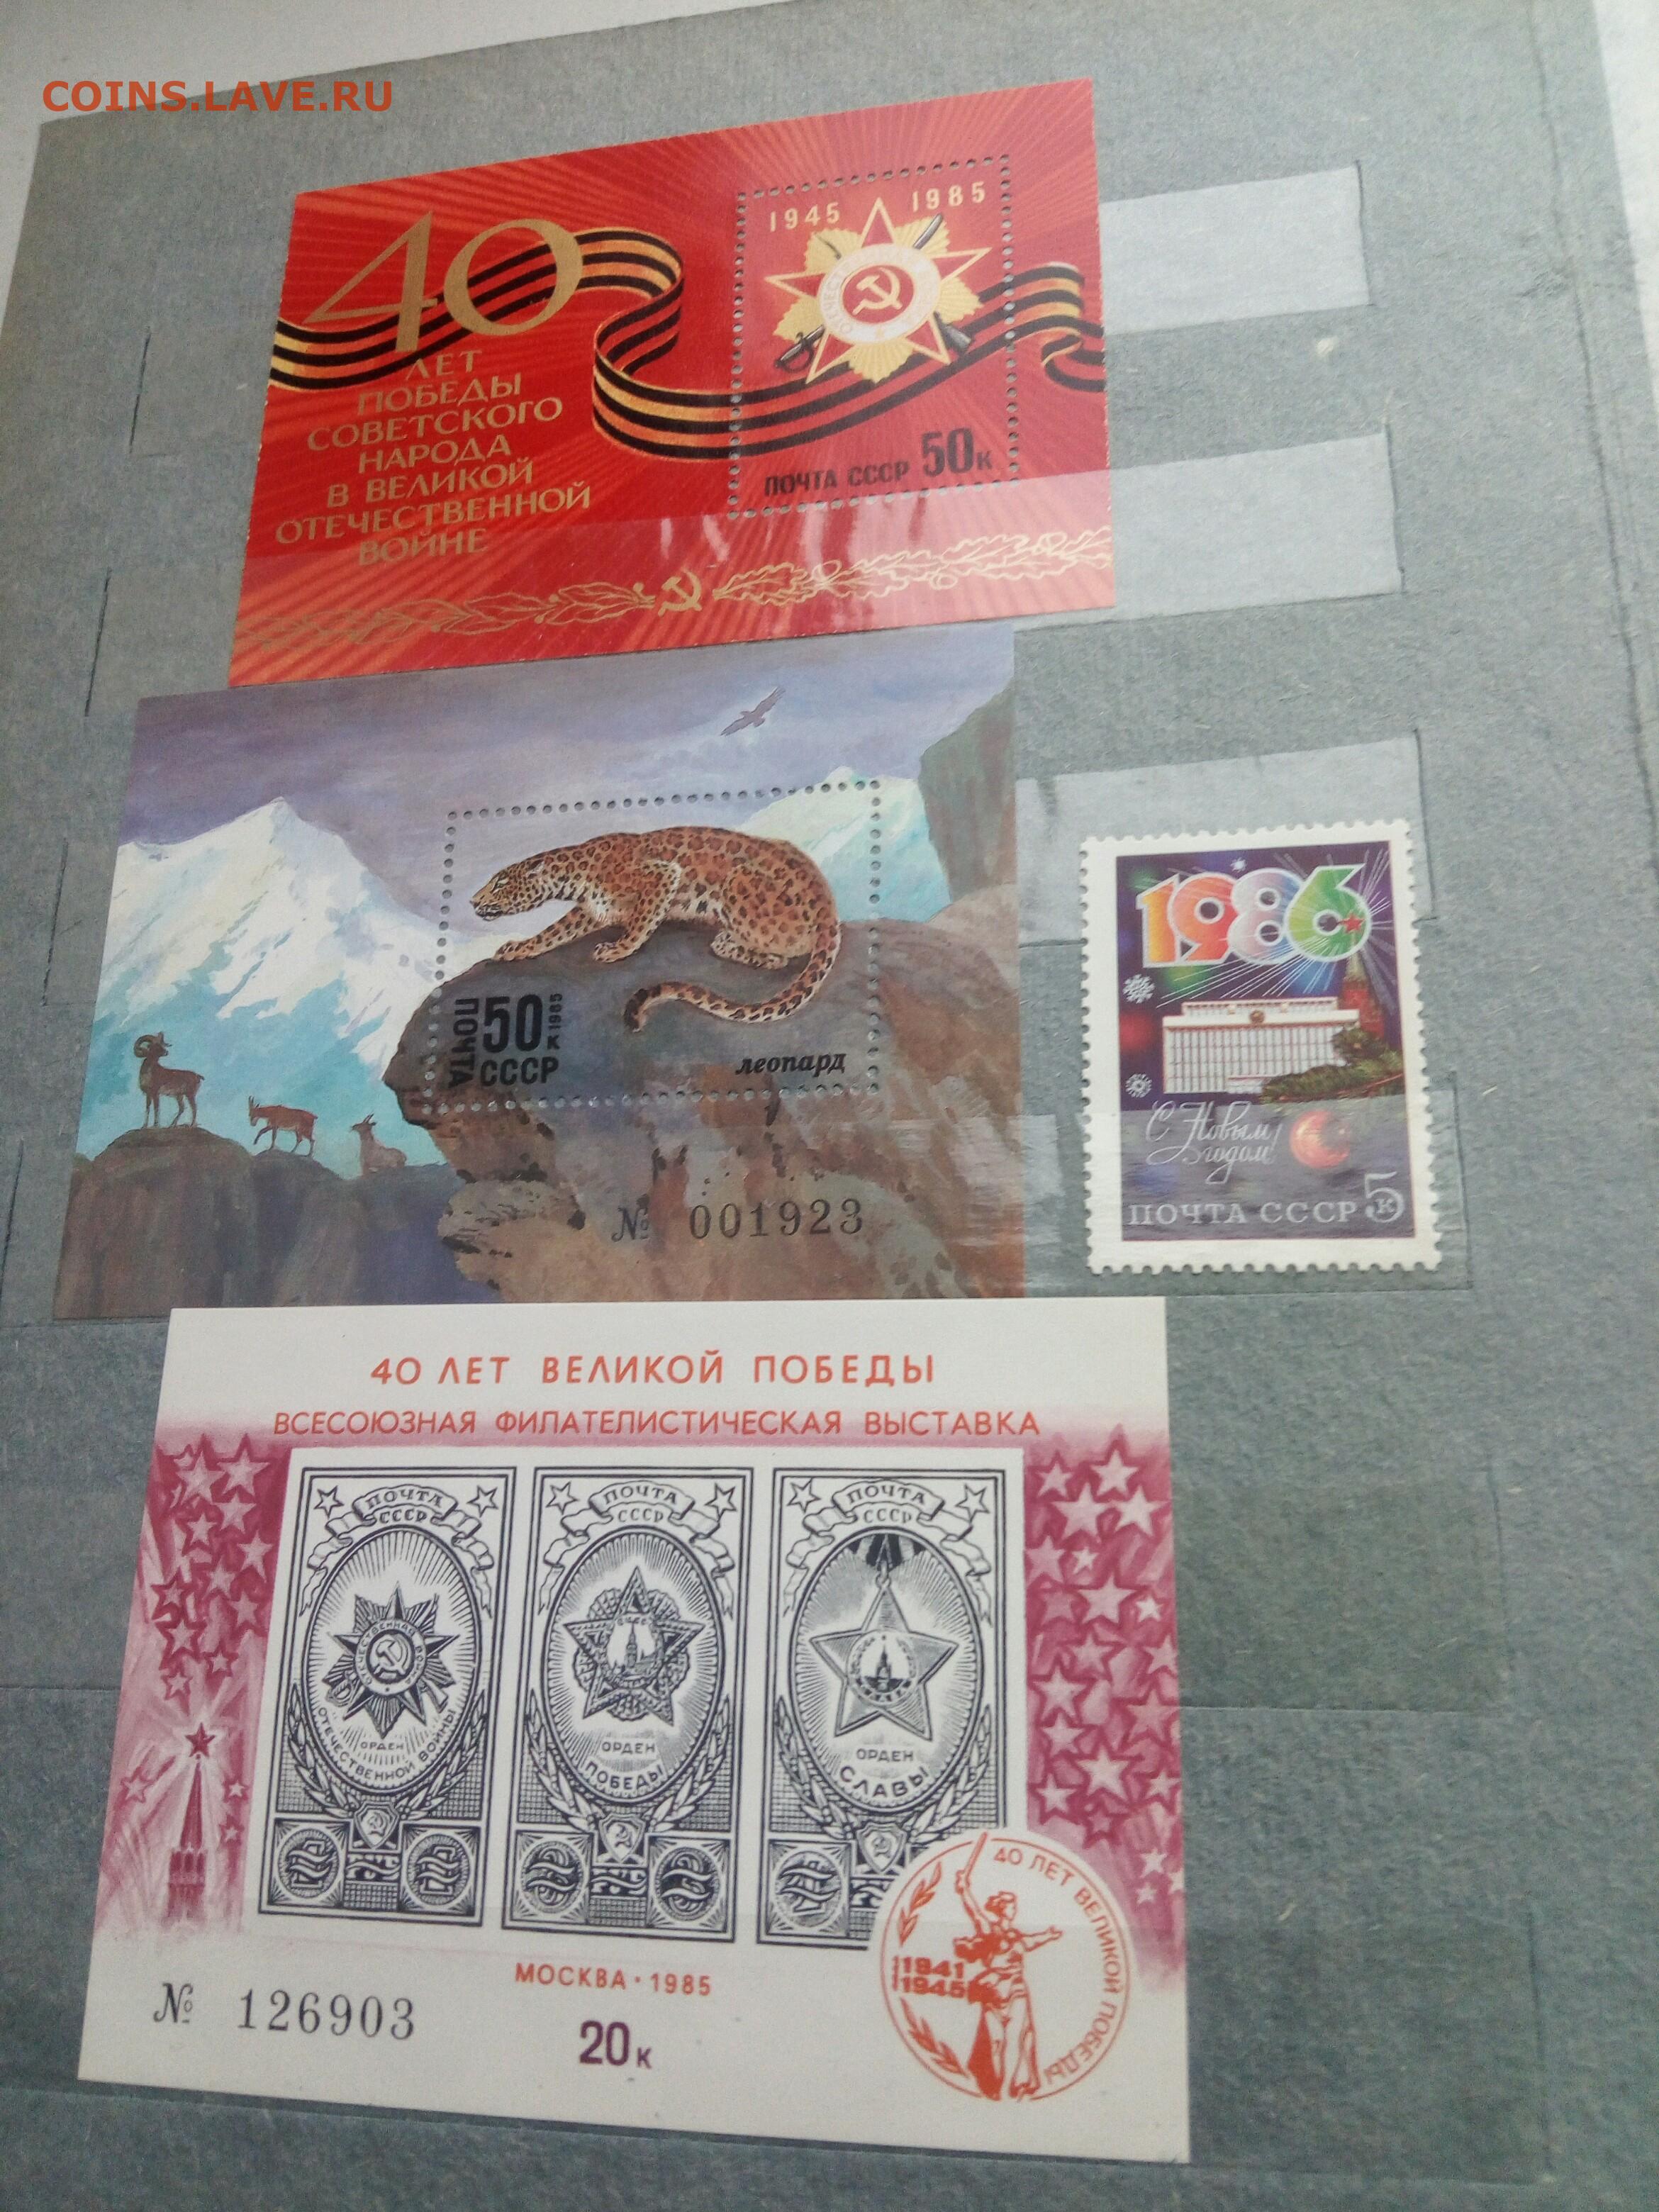 COINS.LAVE.RU
40
ЛЕТ
ПОБЕДЫ
СОВЕТСКОГО
НАРОДА
В ВЕЛИКОЙ
ОТЕЧЕСТВЕННОЙ
ВОЙНЕ
1945 1985
ПОЧТА СССР 50к
ПОЧТА
50к 1985
СССР
леопард
№ 001923
1986
С Новым
годом!
ПОЧТА СССР 5к
40 ЛЕТ ВЕЛИКОЙ ПОБЕДЫ
ВСЕСОЮЗНАЯ ФИЛАТЕЛИСТИЧЕСКАЯ ВЫСТАВКА
ПОЧТА
СССР
ОРДЕН
ОТЕЧЕСТВЕННОЙ ВОЙНЫ
ПОЧТА
СССР
ОРДЕН
ПОБЕДЫ
ПОЧТА
СССР
ОРДЕН
СЛАВЫ
40 ЛЕТ ВЕЛИКОЙ ПОБЕДЫ
1941
1945
МОСКВА · 1985
№ 126903
20к